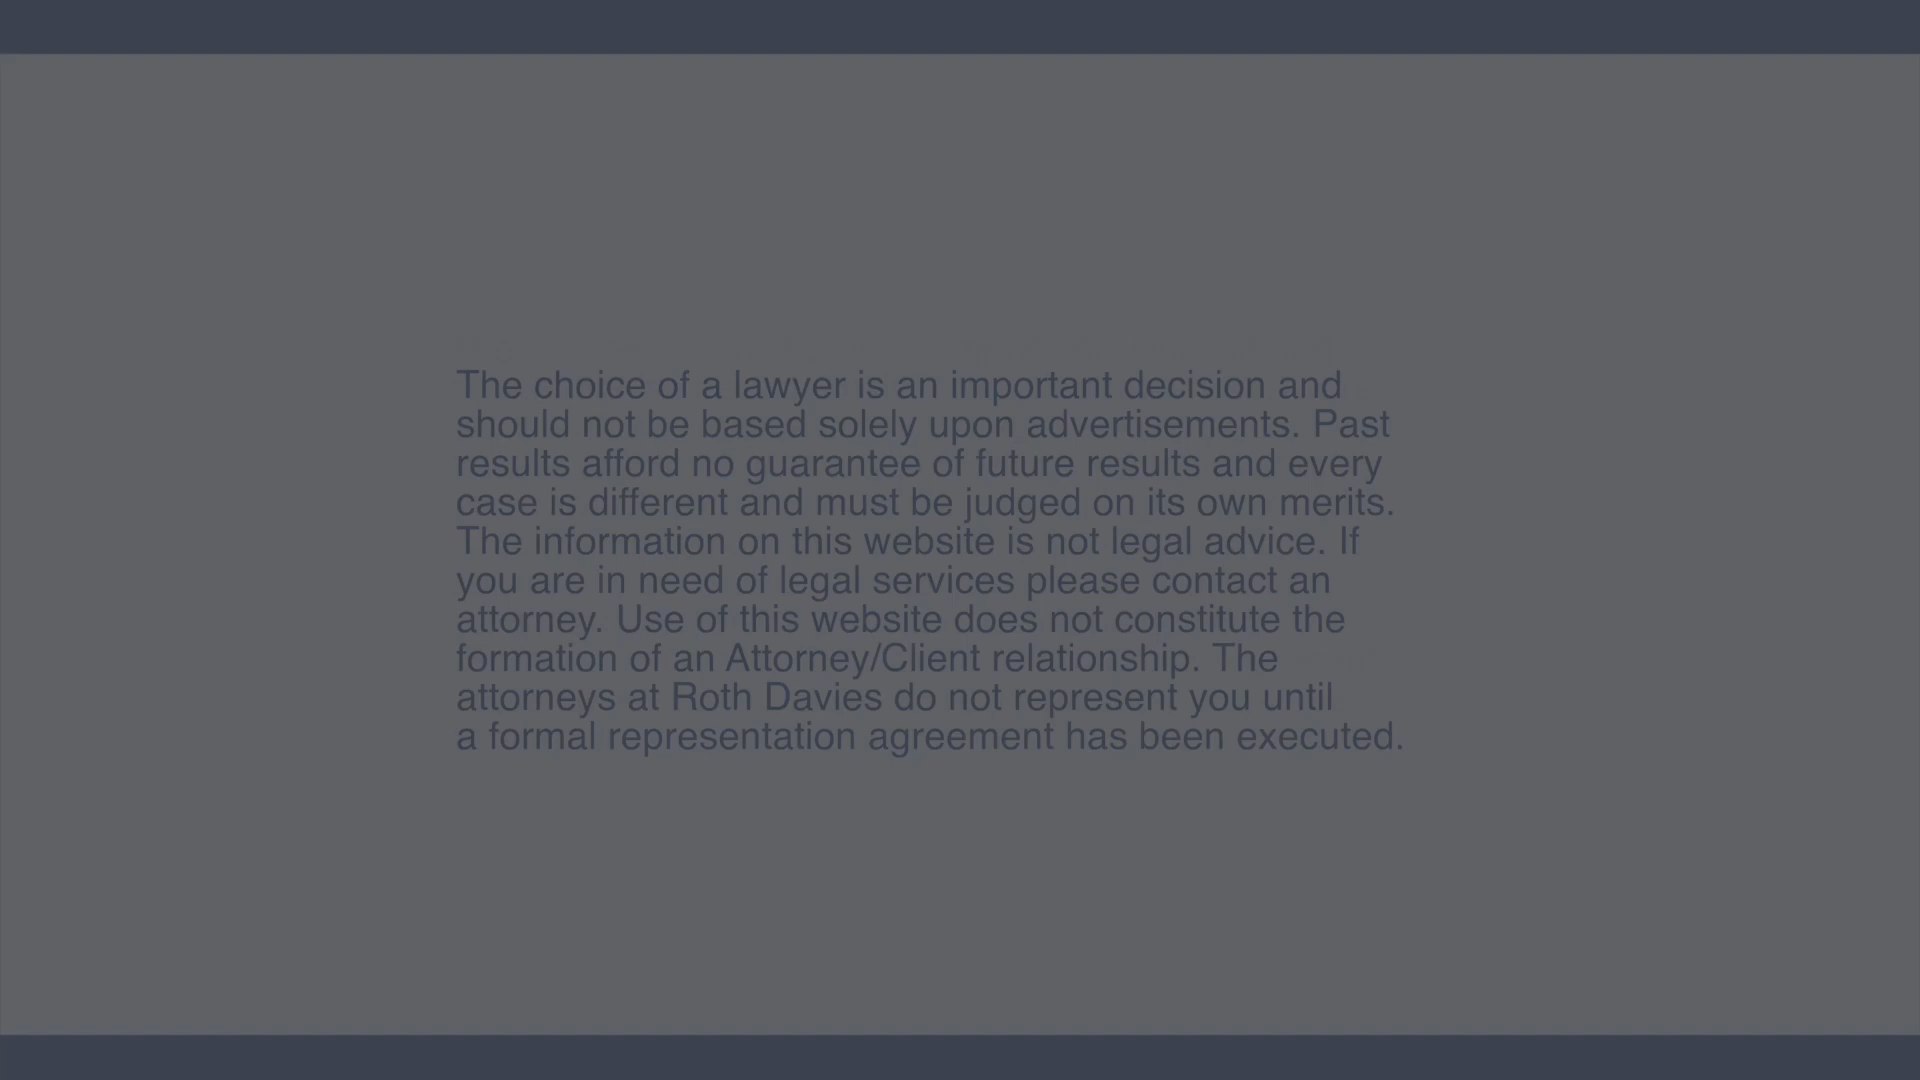 The choice of a lawyer is an important decision and
should not be based solely upon advertisements. Past
results afford no guarantee of future results and every
case is different and must be judged on its own merits.
The information on this website is not legal advice. If
you are in need of legal services please contact an
attorney. Use of this website does not constitute the
formation of an Attorney/Client relationship. The
attorneys at Roth Davies do not represent you until
a formal representation agreement has been executed.